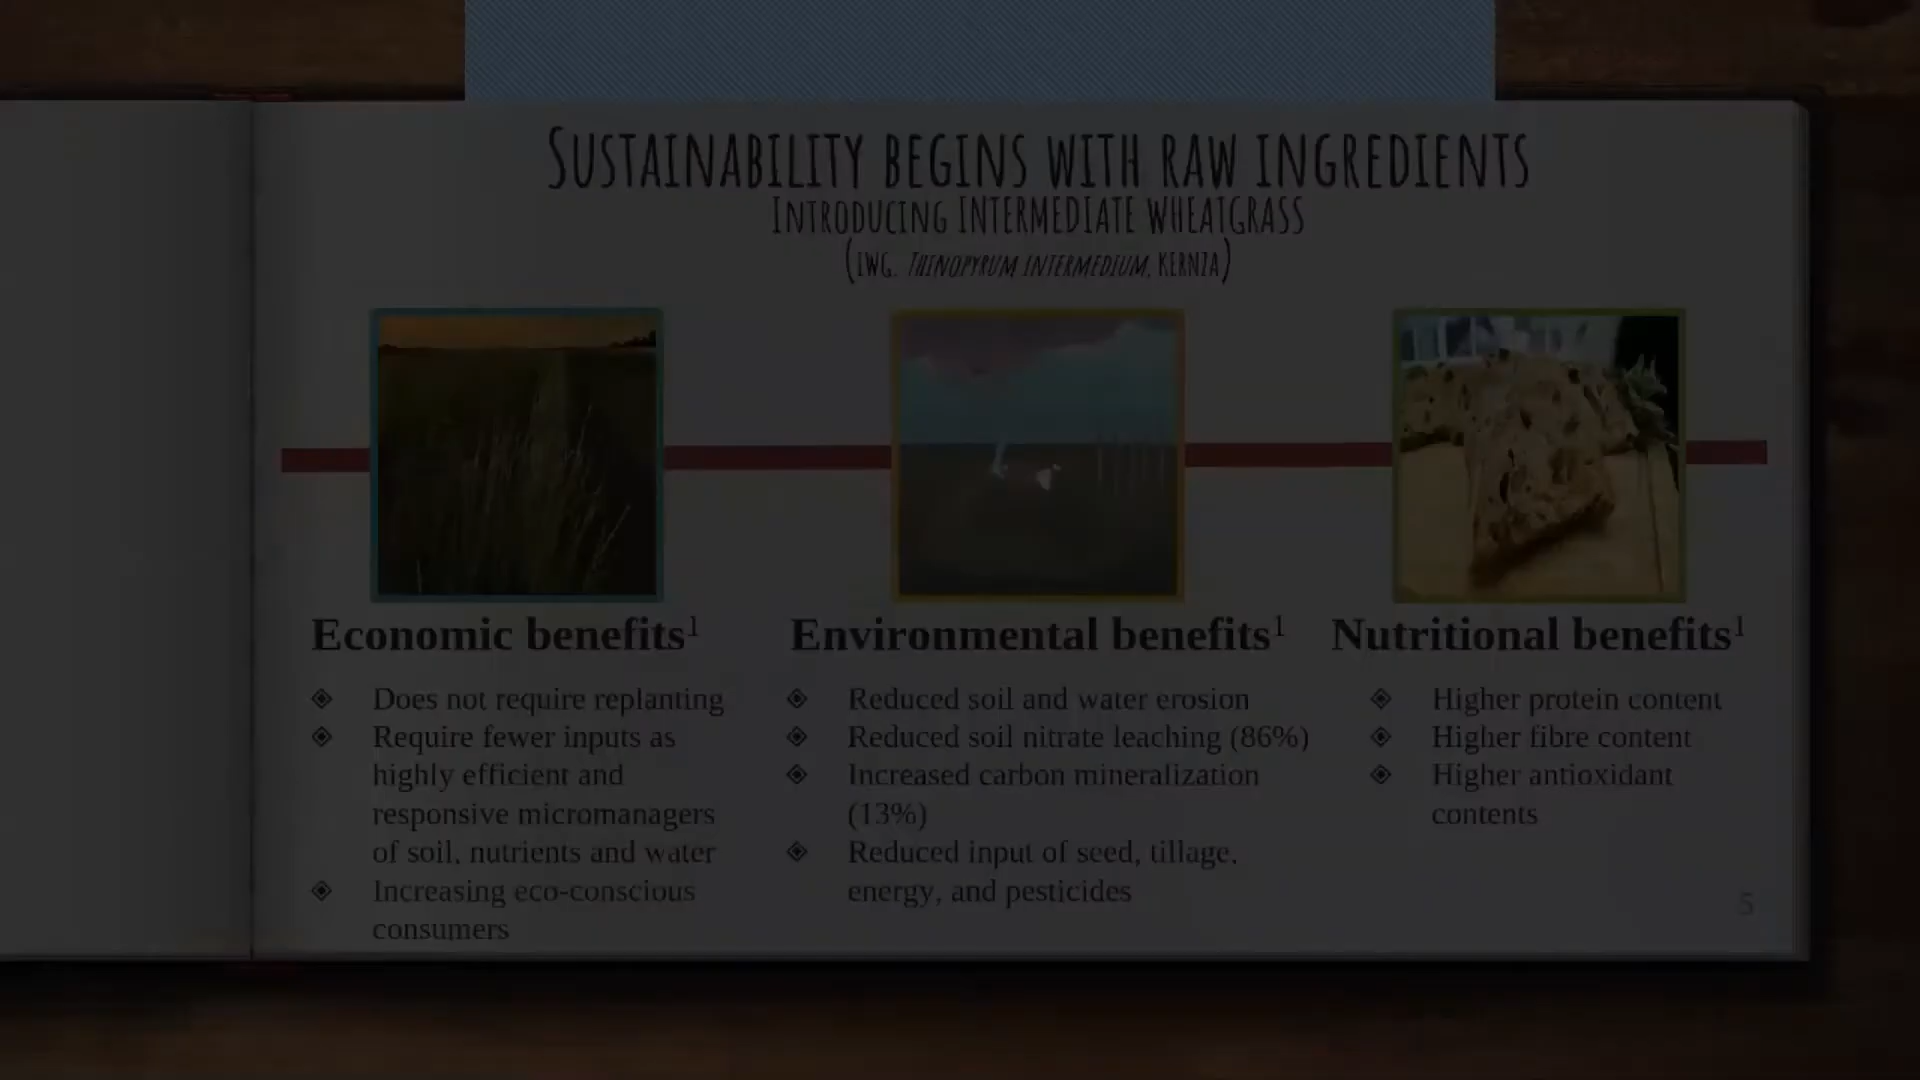 SUSTAINABILITY BEGINS WITH RAW INGREDIENTS
INTRODUCING INTERMEDIATE WHEATGRASS
(IWG, THINOPYRUM INTERMEDIUM, KERNZA)
Economic benefits¹
◈ Does not require replanting
◈ Require fewer inputs as
highly efficient and
responsive micromanagers
of soil, nutrients and water
◈ Increasing eco-conscious
consumers
Environmental benefits¹
◈ Reduced soil and water erosion
◈ Reduced soil nitrate leaching (86%)
◈ Increased carbon mineralization
(13%)
◈ Reduced input of seed, tillage,
energy, and pesticides
Nutritional benefits¹
◈ Higher protein content
◈ Higher fibre content
◈ Higher antioxidant
contents
5